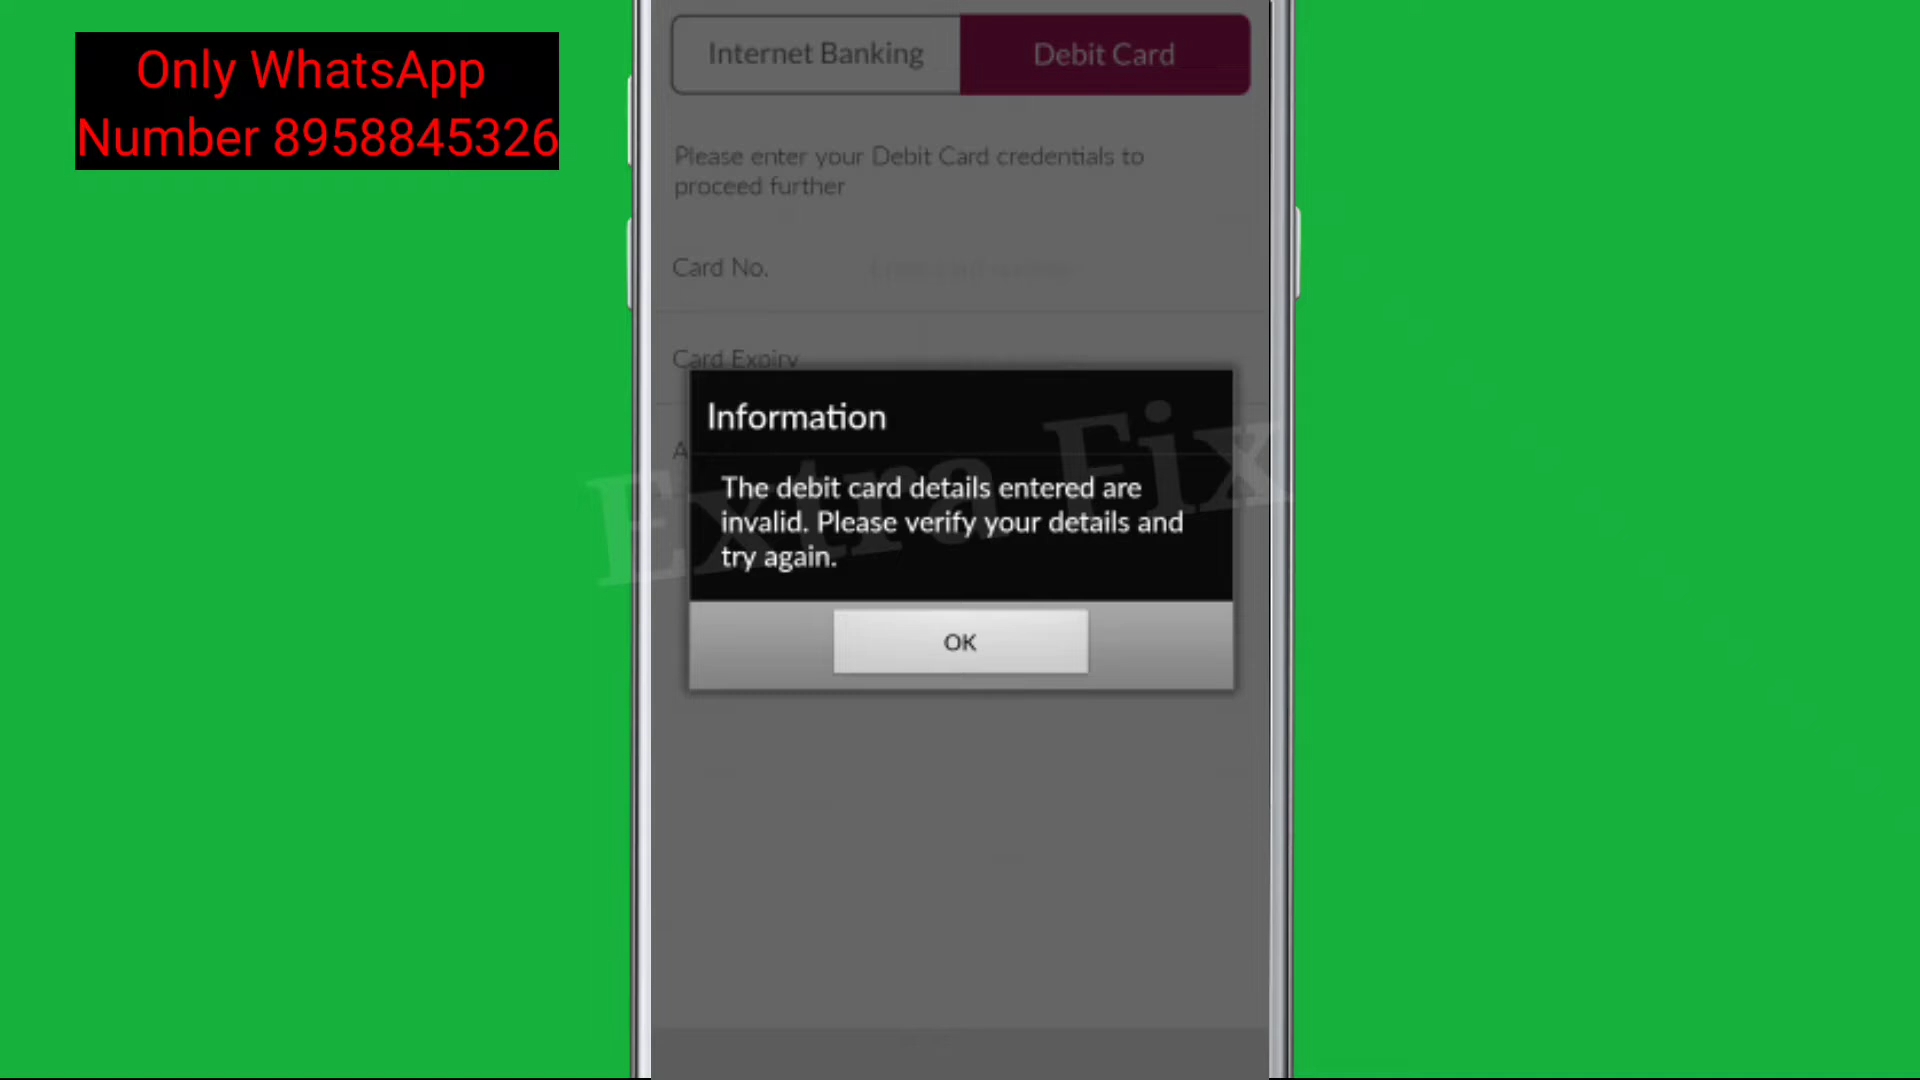 Only WhatsApp
Number 8958845326
Internet Banking
Debit Card
Please enter your Debit Card credentials to
proceed further
Card No.
Card Expiry
A
Information
The debit card details entered are
invalid. Please verify your details and
try again.
OK
Extra Fix